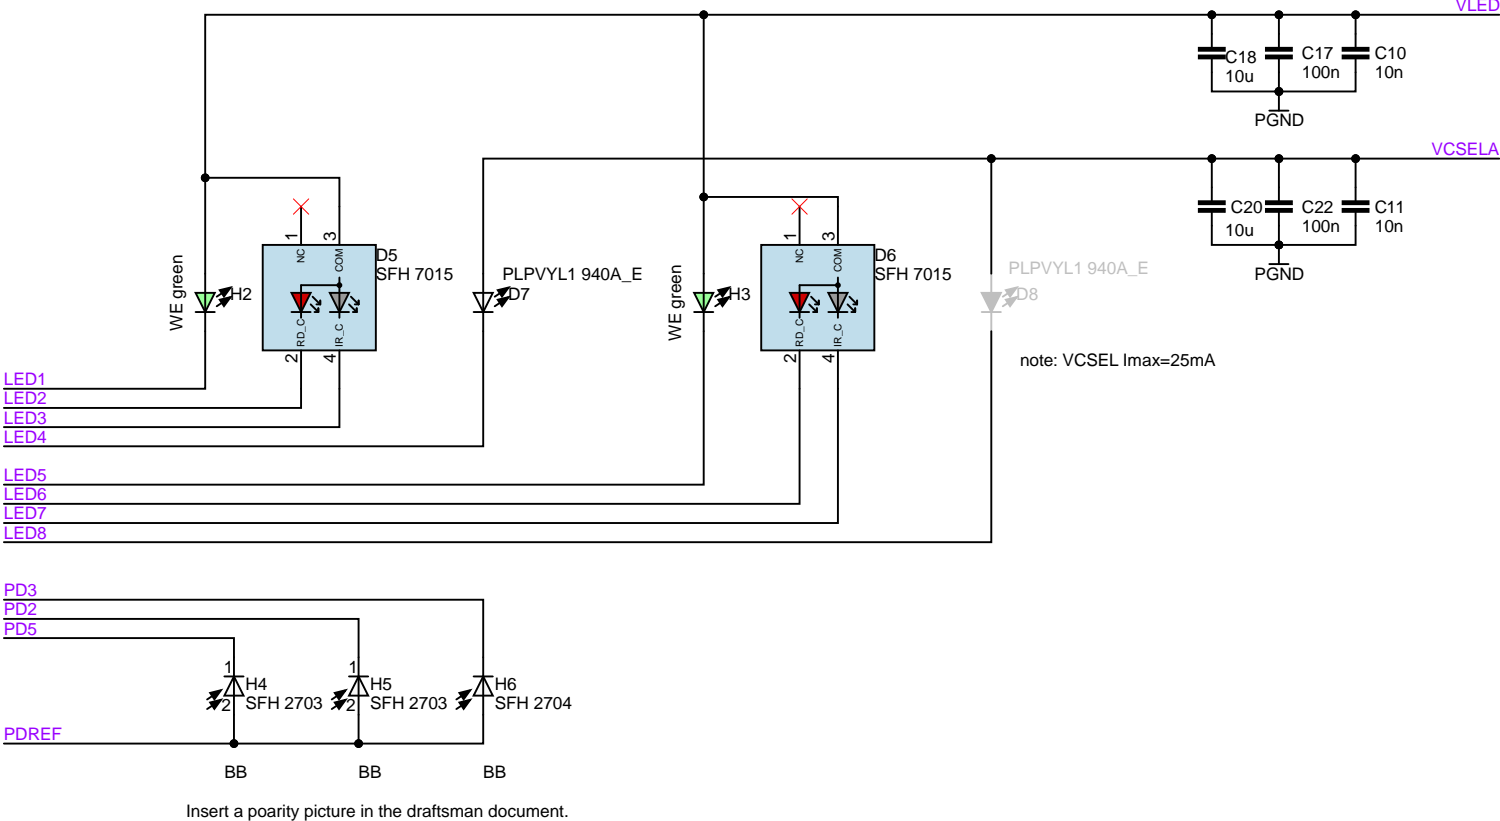 VLED
C18
10u
C17
100n
C10
10n
PGND
VCSELA
C20
10u
C22
100n
C11
10n
PGND
WE green
H2
1
3
NC
COM
RD_C
IR_C
2
4
D5
SFH 7015
PLPVYL1 940A_E
D7
WE green
H3
1
3
NC
COM
RD_C
IR_C
2
4
D6
SFH 7015
PLPVYL1 940A_E
D8
note: VCSEL Imax=25mA
LED1
LED2
LED3
LED4
LED5
LED6
LED7
LED8
PD3
PD2
PD5
1
H4
2
SFH 2703
1
H5
2
SFH 2703
H6
SFH 2704
PDREF
BB
BB
BB
Insert a poarity picture in the draftsman document.